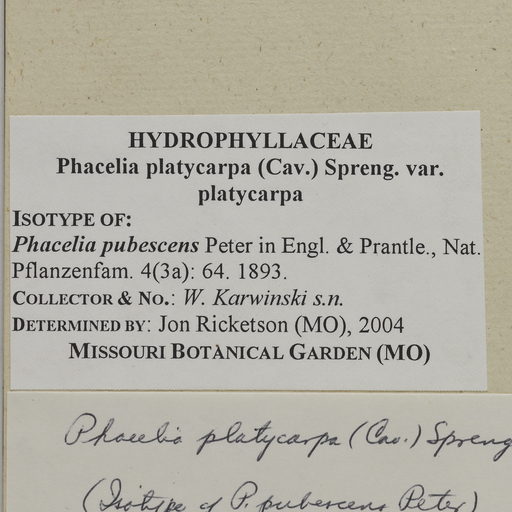 HYDROPHYLLACEAE
Phacelia platycarpa (Cav.) Spreng. var.
platycarpa
ISOTYPE OF:
Phacelia pubescens Peter in Engl. & Prantle., Nat.
Pflanzenfam. 4(3a): 64. 1893.
COLLECTOR & NO.: W. Karwinski s.n.
DETERMINED BY: Jon Ricketson (MO), 2004
MISSOURI BOTANICAL GARDEN (MO)
Phacelia platycarpa (Cav.) Spreng
(Isotype of P. pubescens Peter)